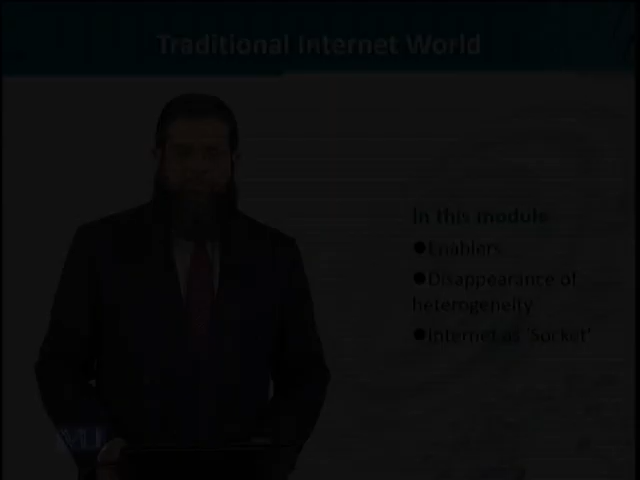 Traditional Internet World
In this module
●Enablers
●Disappearance of
heterogeneity
●Internet as 'Socket'